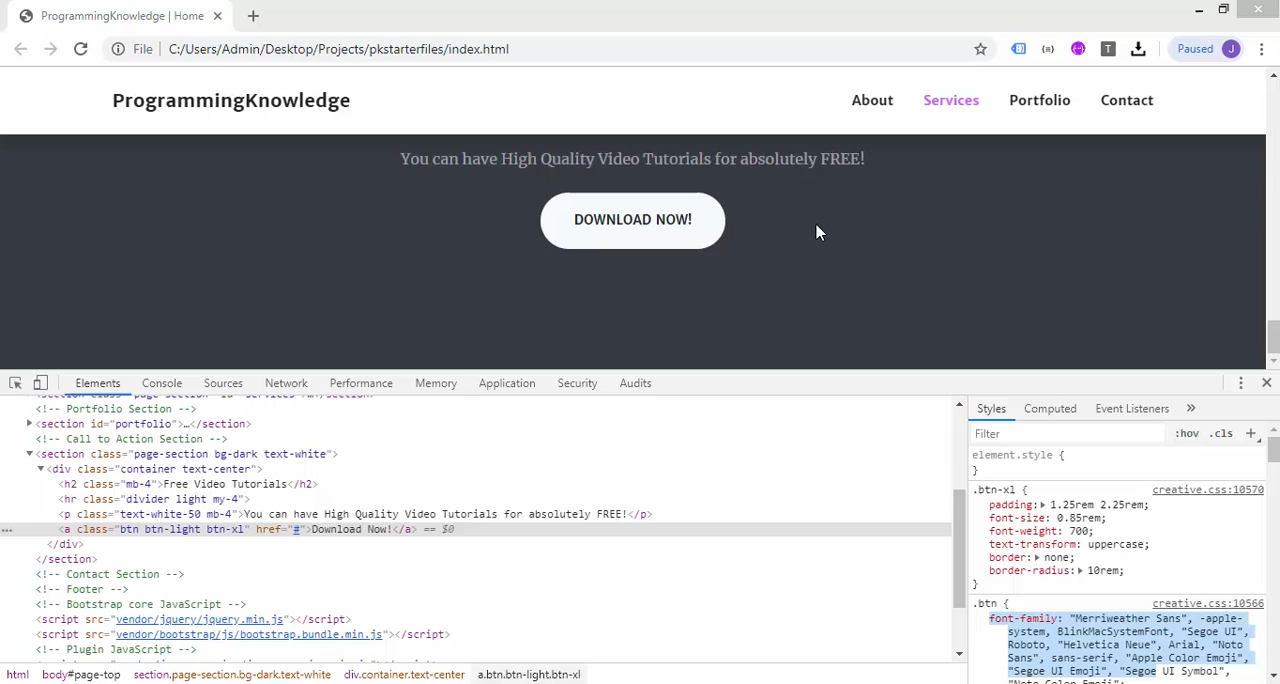 ProgrammingKnowledge | Home
File C:/Users/Admin/Desktop/Projects/pkstarterfiles/index.html
Paused J
ProgrammingKnowledge
About Services Portfolio Contact
You can have High Quality Video Tutorials for absolutely FREE!
DOWNLOAD NOW!
Elements Console Sources Network Performance Memory Application Security Audits
<!-- Portfolio Section -->
<section id="portfolio">…</section>
<!-- Call to Action Section -->
<section class="page-section bg-dark text-white">
<div class="container text-center">
<h2 class="mb-4">Free Video Tutorials</h2>
<hr class="divider light my-4">
<p class="text-white-50 mb-4">You can have High Quality Video Tutorials for absolutely FREE!</p>
<a class="btn btn-light btn-xl" href="#">Download Now!</a> == $0
</div>
</section>
<!-- Contact Section -->
<!-- Footer -->
<!-- Bootstrap core JavaScript -->
<script src="vendor/jquery/jquery.min.js"></script>
<script src="vendor/bootstrap/js/bootstrap.bundle.min.js"></script>
<!-- Plugin JavaScript -->
html body#page-top section.page-section.bg-dark.text-white div.container.text-center a.btn.btn-light.btn-xl
Styles Computed Event Listeners »
Filter :hov .cls +
element.style {
}
.btn-xl { creative.css:10570
padding: 1.25rem 2.25rem;
font-size: 0.85rem;
font-weight: 700;
text-transform: uppercase;
border: none;
border-radius: 10rem;
}
.btn { creative.css:10566
font-family: "Merriweather Sans", -apple-
system, BlinkMacSystemFont, "Segoe UI",
Roboto, "Helvetica Neue", Arial, "Noto
Sans", sans-serif, "Apple Color Emoji",
"Segoe UI Emoji", "Segoe UI Symbol",
"Noto Color Emoji";